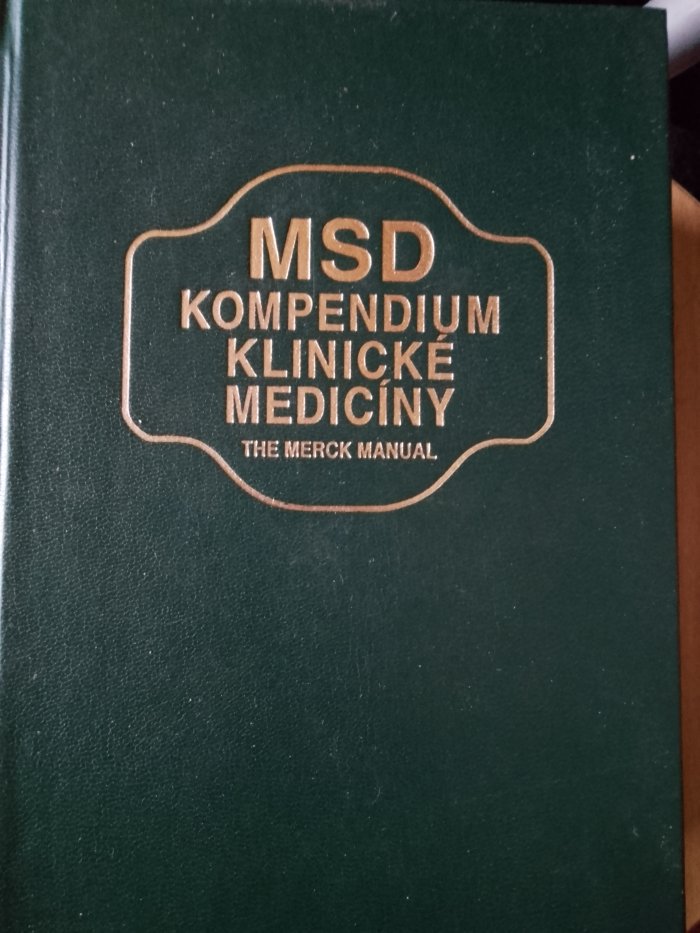 MSD
KOMPENDIUM
KLINICKÉ
MEDICÍNY
THE MERCK MANUAL